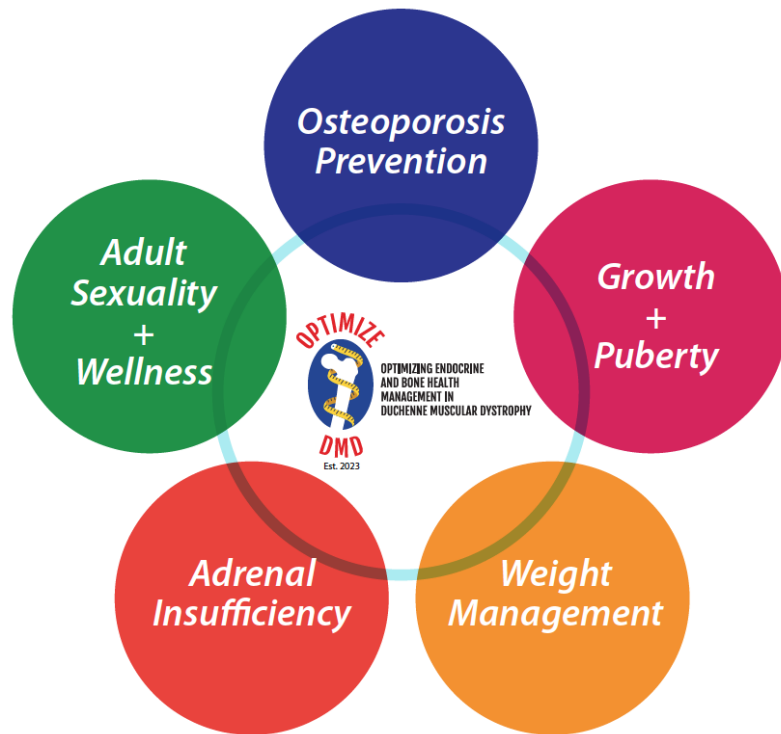 Osteoporosis
Prevention
Adult
Sexuality
+
Wellness
Growth
+
Puberty
OPTIMIZE
DMD
Est. 2023
OPTIMIZING ENDOCRINE
AND BONE HEALTH
MANAGEMENT IN
DUCHENNE MUSCULAR DYSTROPHY
Adrenal
Insufficiency
Weight
Management